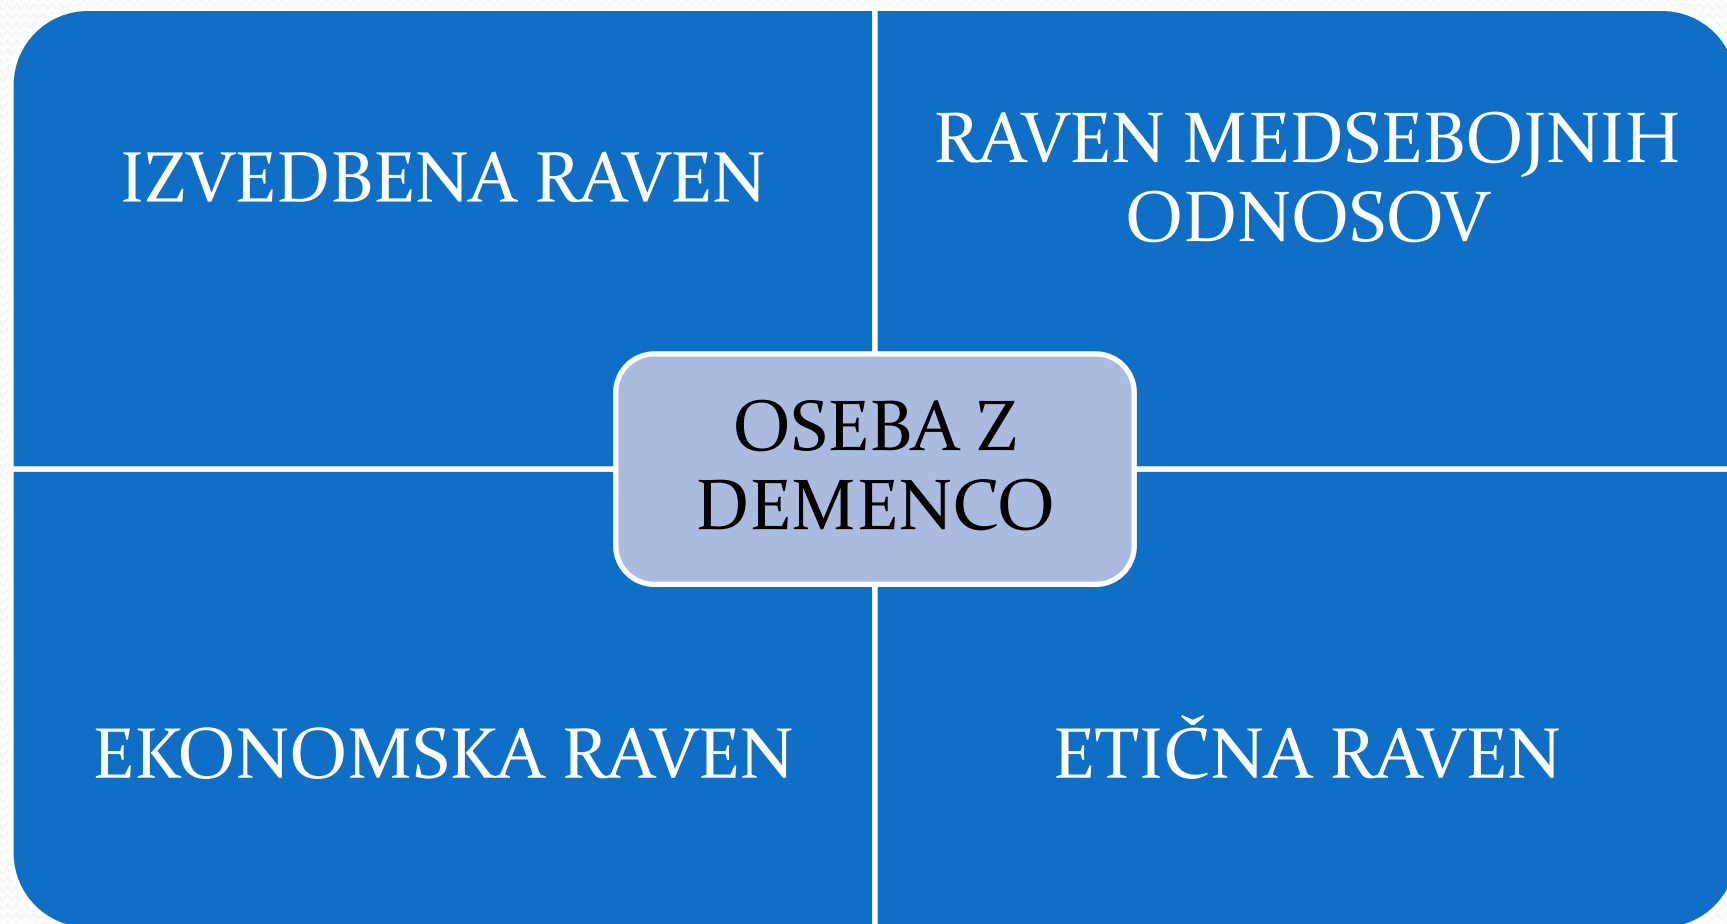 IZVEDBENA RAVEN
RAVEN MEDSEBOJNIH
ODNOSOV
OSEBA Z
DEMENCO
EKONOMSKA RAVEN
ETIČNA RAVEN